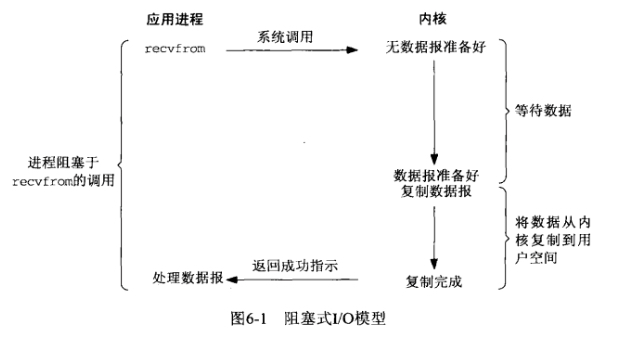 应用进程
内核
recvfrom
系统调用
无数据报准备好
等待数据
进程阻塞于
recvfrom的调用
数据报准备好
复制数据报
将数据从内
核复制到用
户空间
处理数据报
返回成功指示
复制完成
图6-1 阻塞式I/O模型